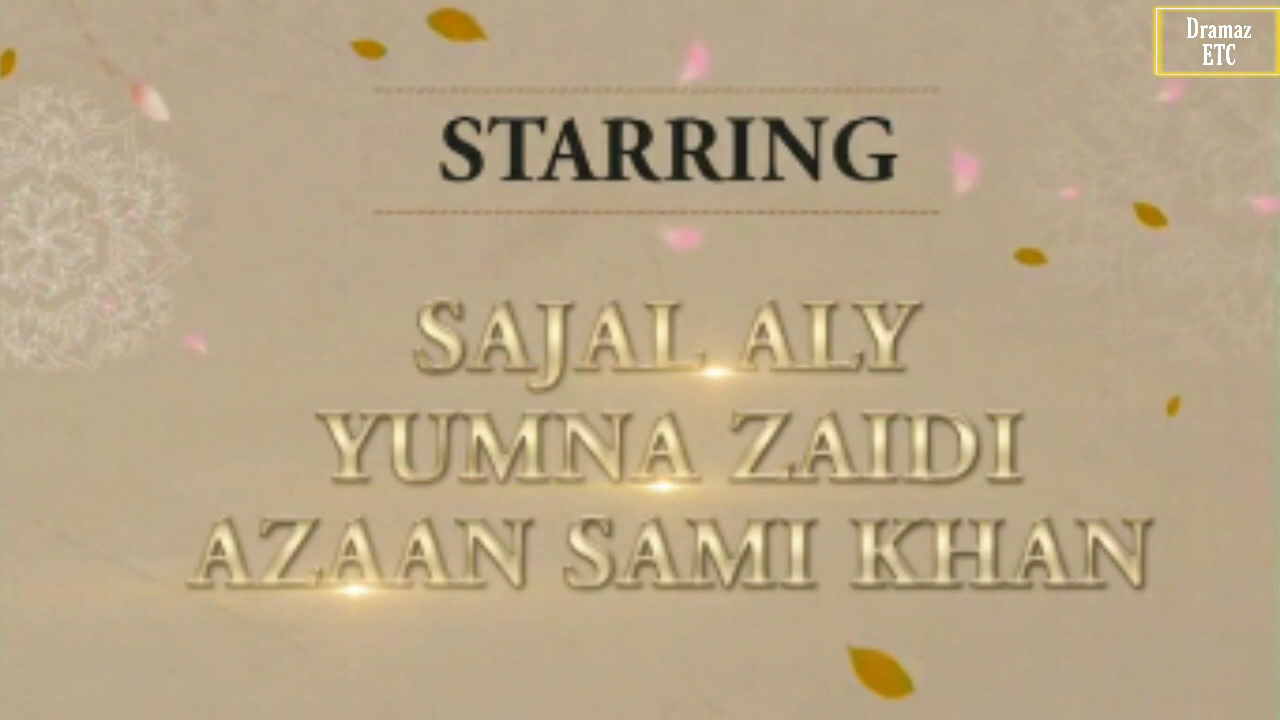 Dramaz
ETC
STARRING
SAJAL ALY
YUMNA ZAIDI
AZAAN SAMI KHAN